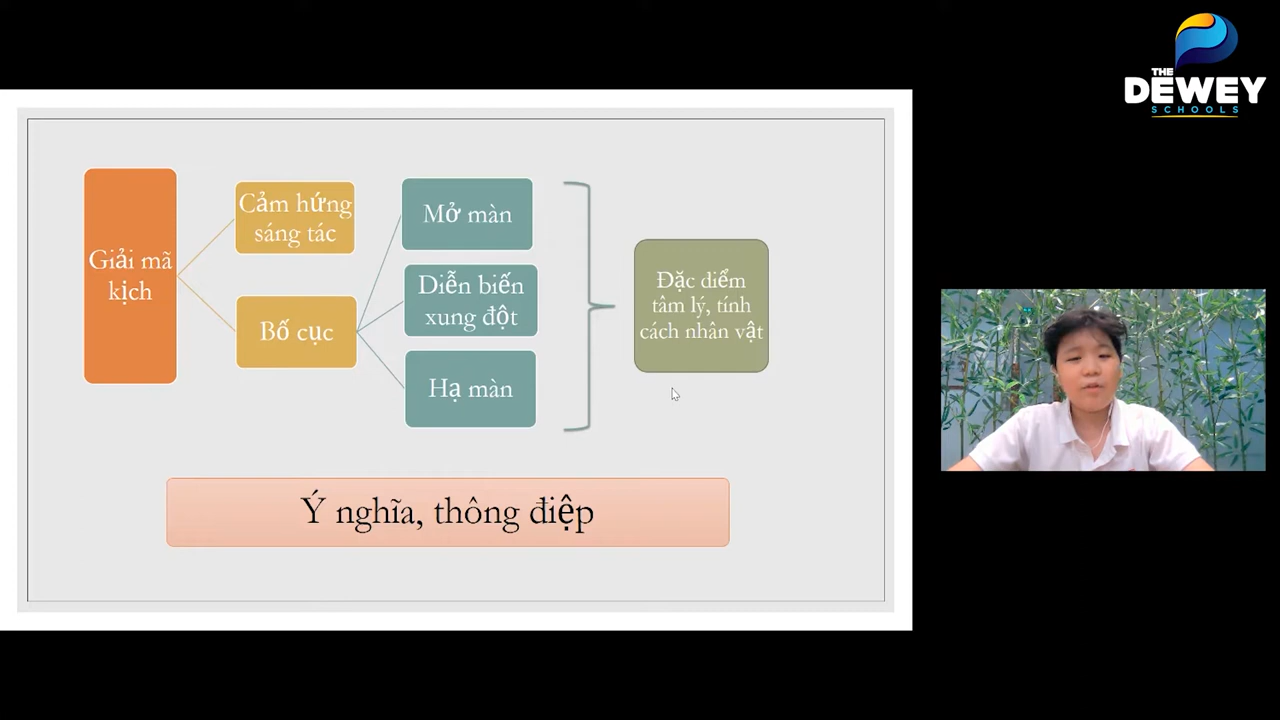 THE
DEWEY
SCHOOLS
Giải mã
kịch
Cảm hứng
sáng tác
Bố cục
Mở màn
Diễn biến
xung đột
Hạ màn
Đặc điểm
tâm lý, tính
cách nhân vật
Ý nghĩa, thông điệp